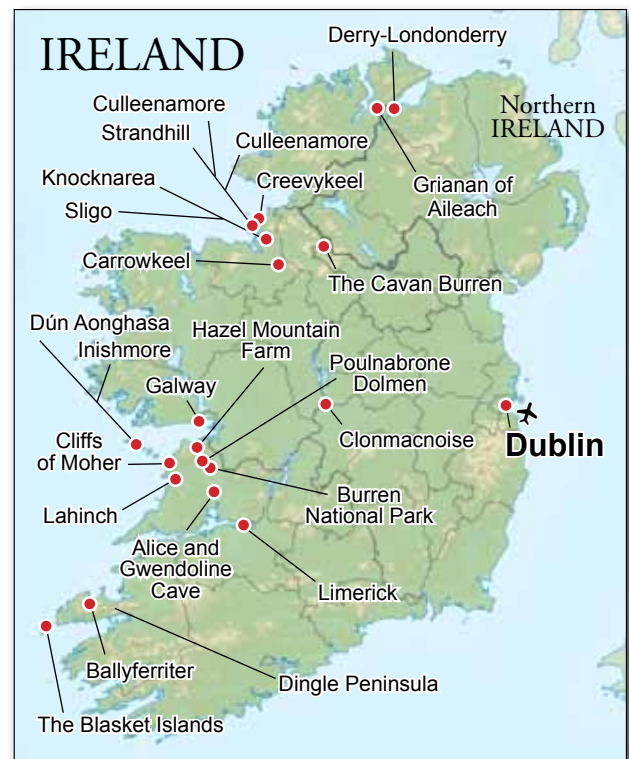 IRELAND
Derry-Londonderry
Northern
IRELAND
Culleenamore
Strandhill
Culleenamore
Knocknarea
Creevykeel
Grianan of
Aileach
Sligo
Carrowkeel
The Cavan Burren
Dún Aonghasa
Inishmore
Hazel Mountain
Farm
Poulnabrone
Dolmen
Galway
Clonmacnoise
Dublin
Cliffs
of Moher
Burren
National Park
Lahinch
Alice and
Gwendoline
Cave
Limerick
Ballyferriter
Dingle Peninsula
The Blasket Islands